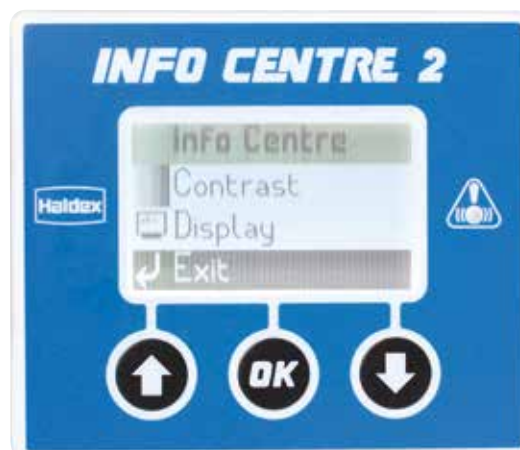 INFO CENTRE 2
Info Centre
Contrast
Haldex
Display
Exit
OK